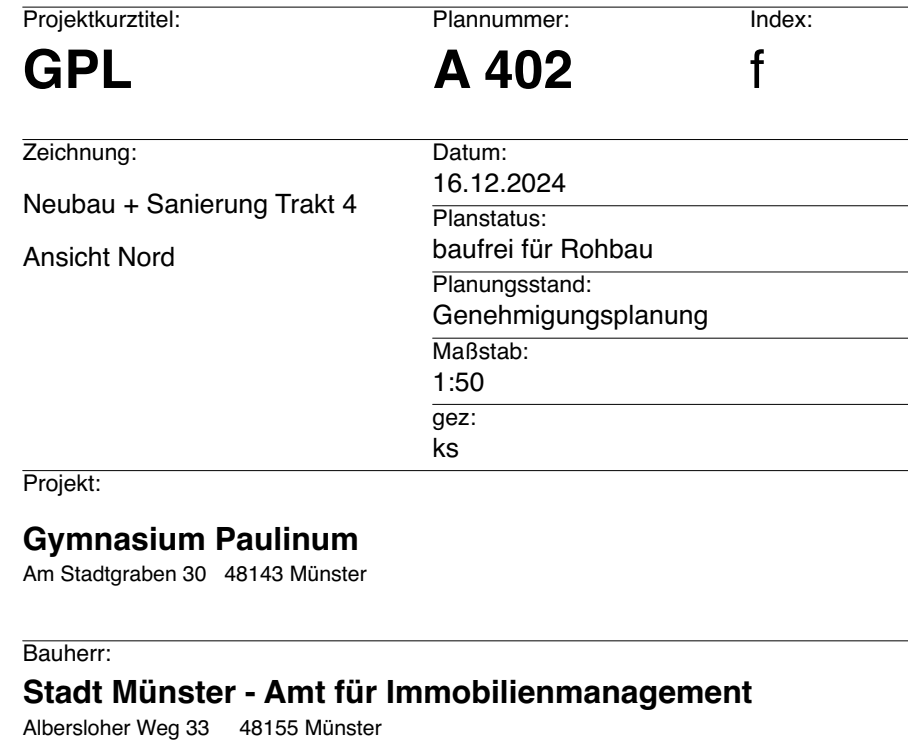 Projektkurztitel: Plannummer: Index:
GPL A 402 f
Zeichnung:
Neubau + Sanierung Trakt 4
Ansicht Nord
Datum:
16.12.2024
Planstatus:
baufrei für Rohbau
Planungsstand:
Genehmigungsplanung
Maßstab:
1:50
gez:
ks
Projekt:
Gymnasium Paulinum
Am Stadtgraben 30 48143 Münster
Bauherr:
Stadt Münster - Amt für Immobilienmanagement
Albersloher Weg 33 48155 Münster